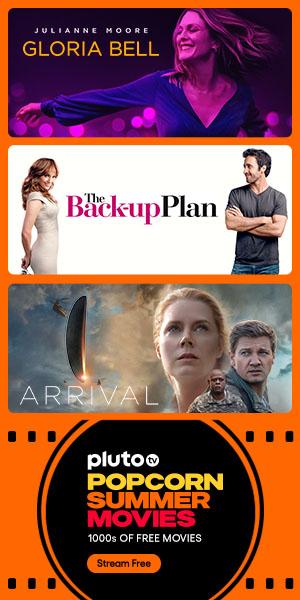 JULIANNE MOORE
GLORIA BELL
The
Back-up Plan
ARRIVAL
pluto tv
POPCORN
SUMMER
MOVIES
1000s OF FREE MOVIES
Stream Free